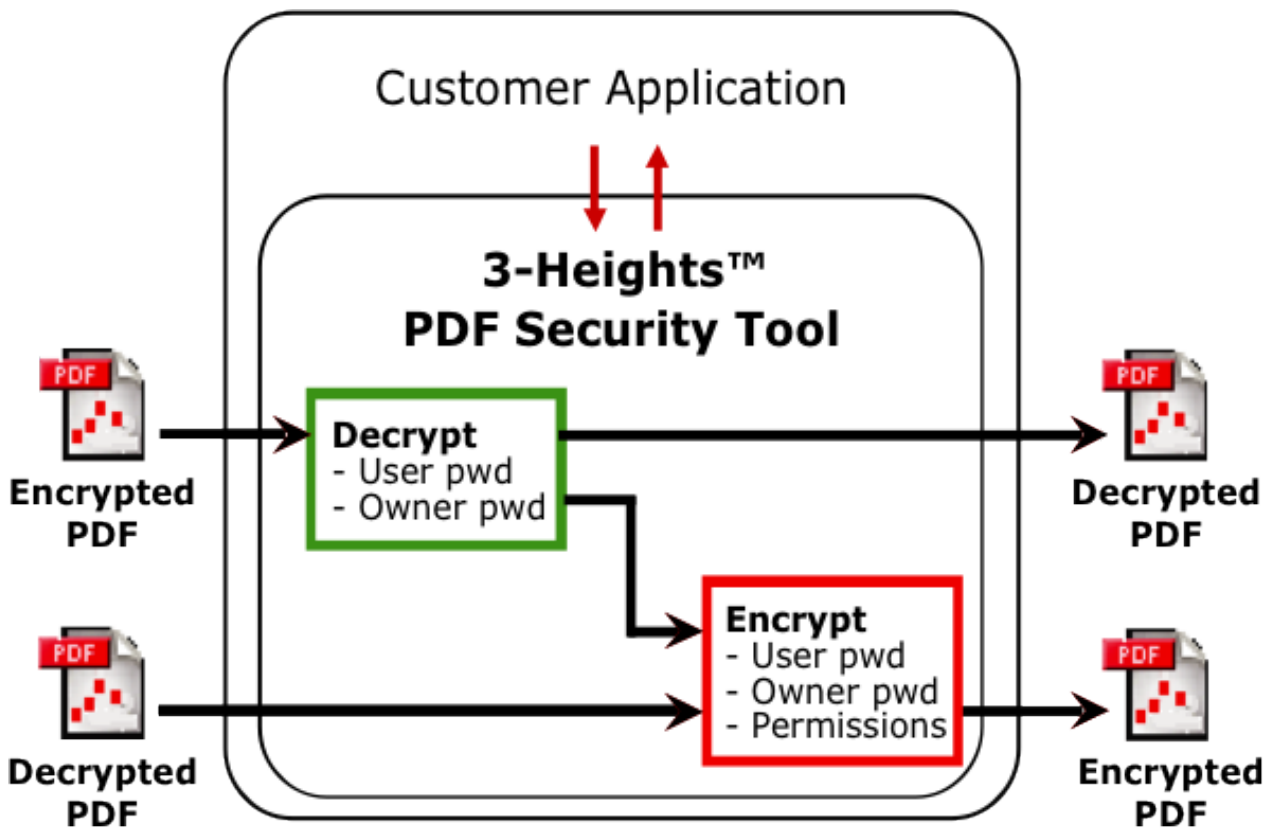 Customer Application
3-Heights™
PDF Security Tool
PDF
Encrypted
PDF
Decrypt
- User pwd
- Owner pwd
PDF
Decrypted
PDF
PDF
Decrypted
PDF
Encrypt
- User pwd
- Owner pwd
- Permissions
PDF
Encrypted
PDF